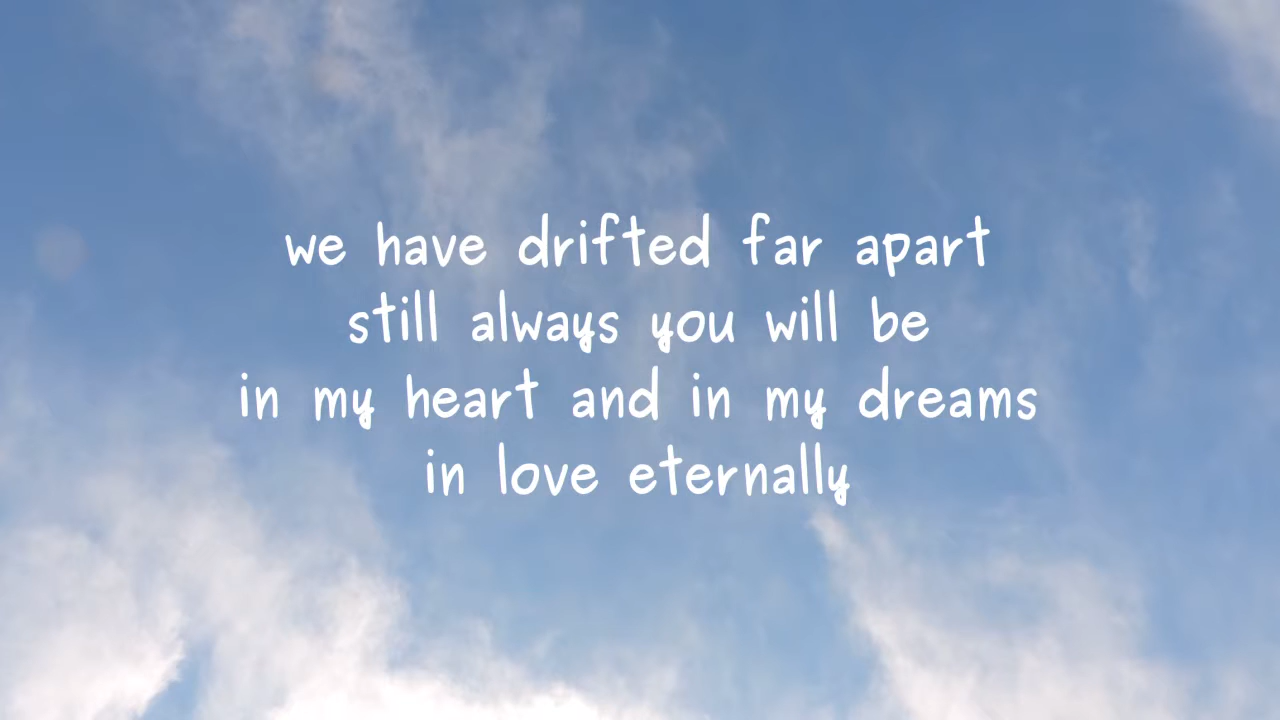 we have drifted far apart
still always you will be
in my heart and in my dreams
in love eternally